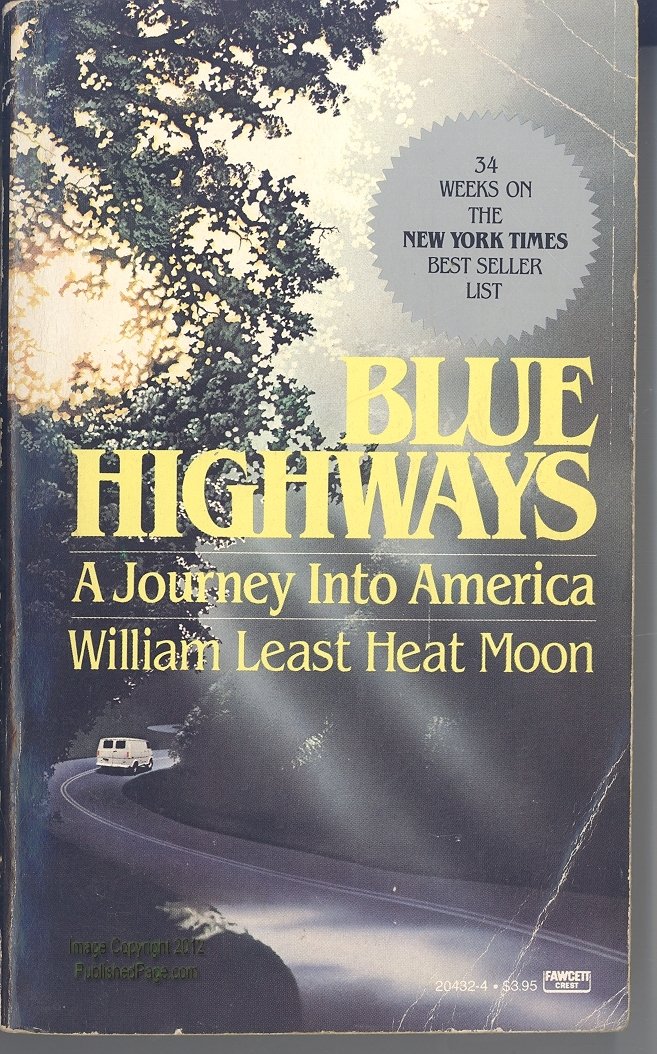 34
WEEKS ON
THE
NEW YORK TIMES
BEST SELLER
LIST
BLUE
HIGHWAYS
A Journey Into America
William Least Heat Moon
Image Copyright 2012
PublishedPage.com
20432-4 • $3.95
FAWCETT
CREST